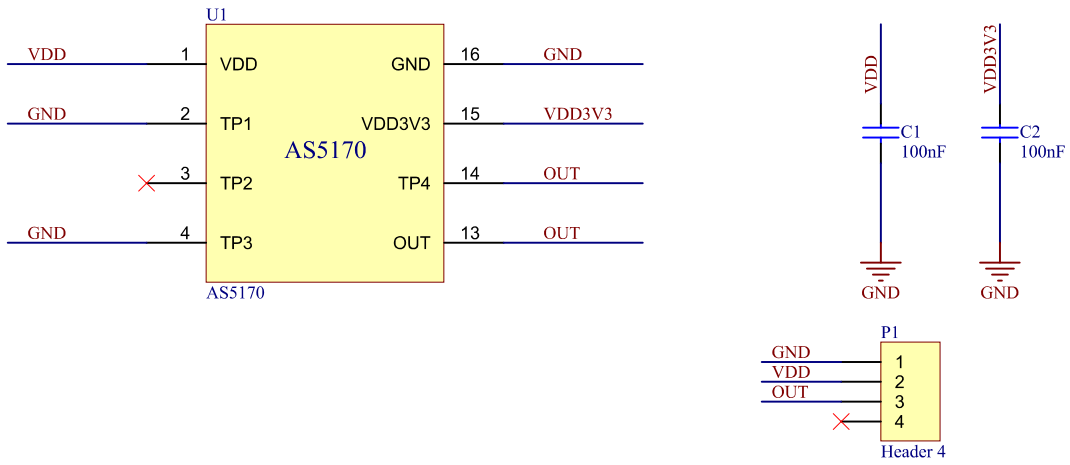 U1
VDD 1 VDD GND 16 GND
GND 2 TP1 VDD3V3 15 VDD3V3
AS5170
3 TP2 TP4 14 OUT
GND 4 TP3 OUT 13 OUT
AS5170
VDD
C1
100nF
GND
VDD3V3
C2
100nF
GND
P1
GND 1
VDD 2
OUT 3
4
Header 4